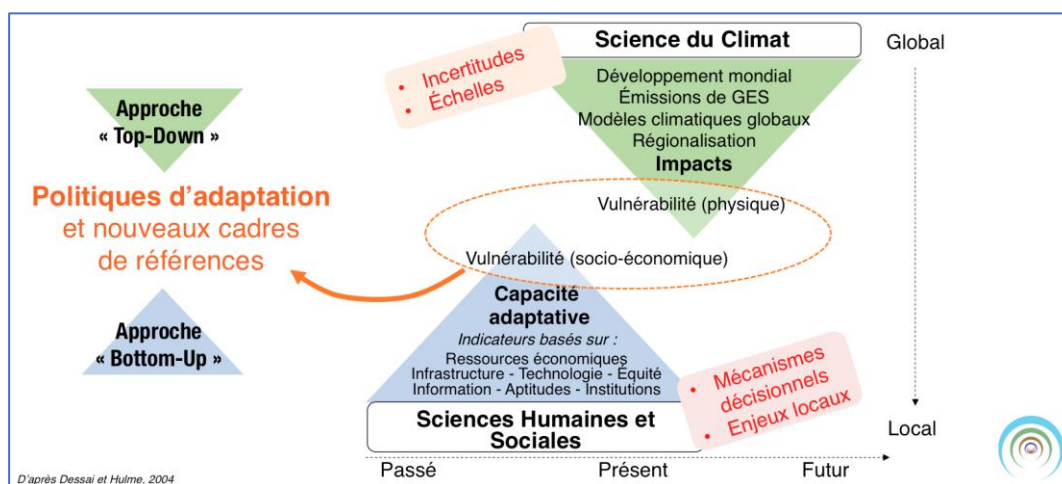 Science du Climat
Global
• Incertitudes
• Échelles
Développement mondial
Émissions de GES
Modèles climatiques globaux
Régionalisation
Impacts
Vulnérabilité (physique)
Approche
« Top-Down »
Politiques d’adaptation
et nouveaux cadres
de références
Approche
« Bottom-Up »
Vulnérabilité (socio-économique)
Capacité
adaptative
Indicateurs basés sur :
Ressources économiques
Infrastructure - Technologie - Équité
Information - Aptitudes - Institutions
• Mécanismes
décisionnels
• Enjeux locaux
Sciences Humaines et
Sociales
Local
Passé
Présent
Futur
D'après Dessai et Hulme, 2004